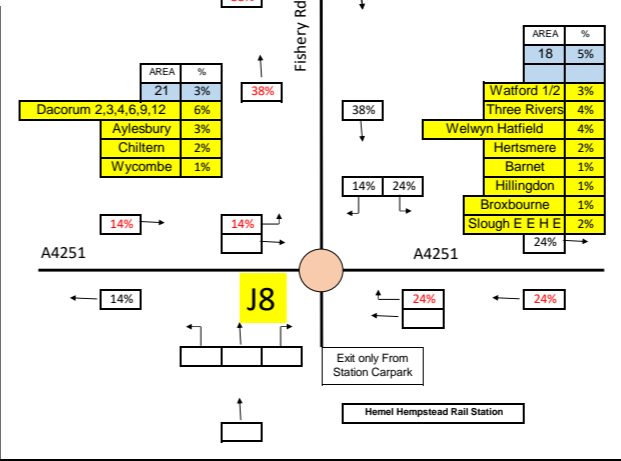 Fishery Rd
AREA %
18 5%
AREA %
21 3%
38%
Watford 1/2 3%
Dacorum 2,3,4,6,9,12 6%
38%
Three Rivers 4%
Aylesbury 3%
Welwyn Hatfield 4%
Chiltern 2%
Hertsmere 2%
Wycombe 1%
Barnet 1%
14% 24%
Hillingdon 1%
Broxbourne 1%
14%
14%
Slough E E H E 2%
24%
A4251
A4251
14%
J8
24%
24%
Exit only From
Station Carpark
Hemel Hempstead Rail Station